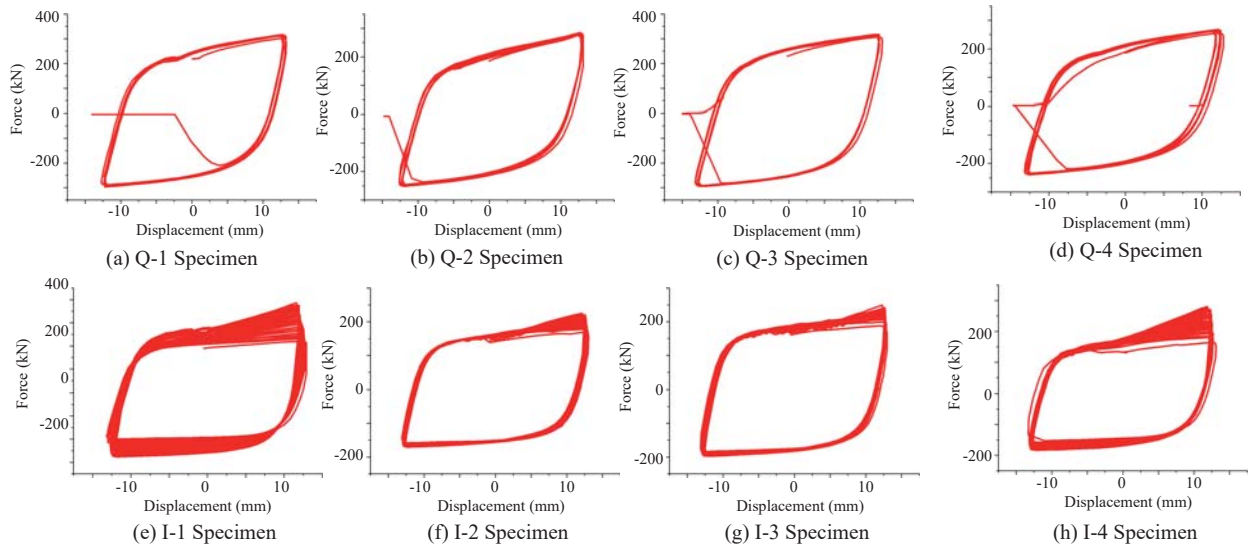 400
200
0
-200
Force (kN)
-10 0 10
Displacement (mm)
(a) Q-1 Specimen
200
0
-200
Force (kN)
-10 0 10
Displacement (mm)
(b) Q-2 Specimen
400
200
0
-200
Force (kN)
-10 0 10
Displacement (mm)
(c) Q-3 Specimen
400
200
0
-200
Force (kN)
-10 0 10
Displacement (mm)
(d) Q-4 Specimen
400
200
0
-200
Force (kN)
-10 0 10
Displacement (mm)
(e) I-1 Specimen
200
0
-200
Force (kN)
-10 0 10
Displacement (mm)
(f) I-2 Specimen
200
0
-200
Force (kN)
-10 0 10
Displacement (mm)
(g) I-3 Specimen
400
200
0
-200
Force (kN)
-10 0 10
Displacement (mm)
(h) I-4 Specimen